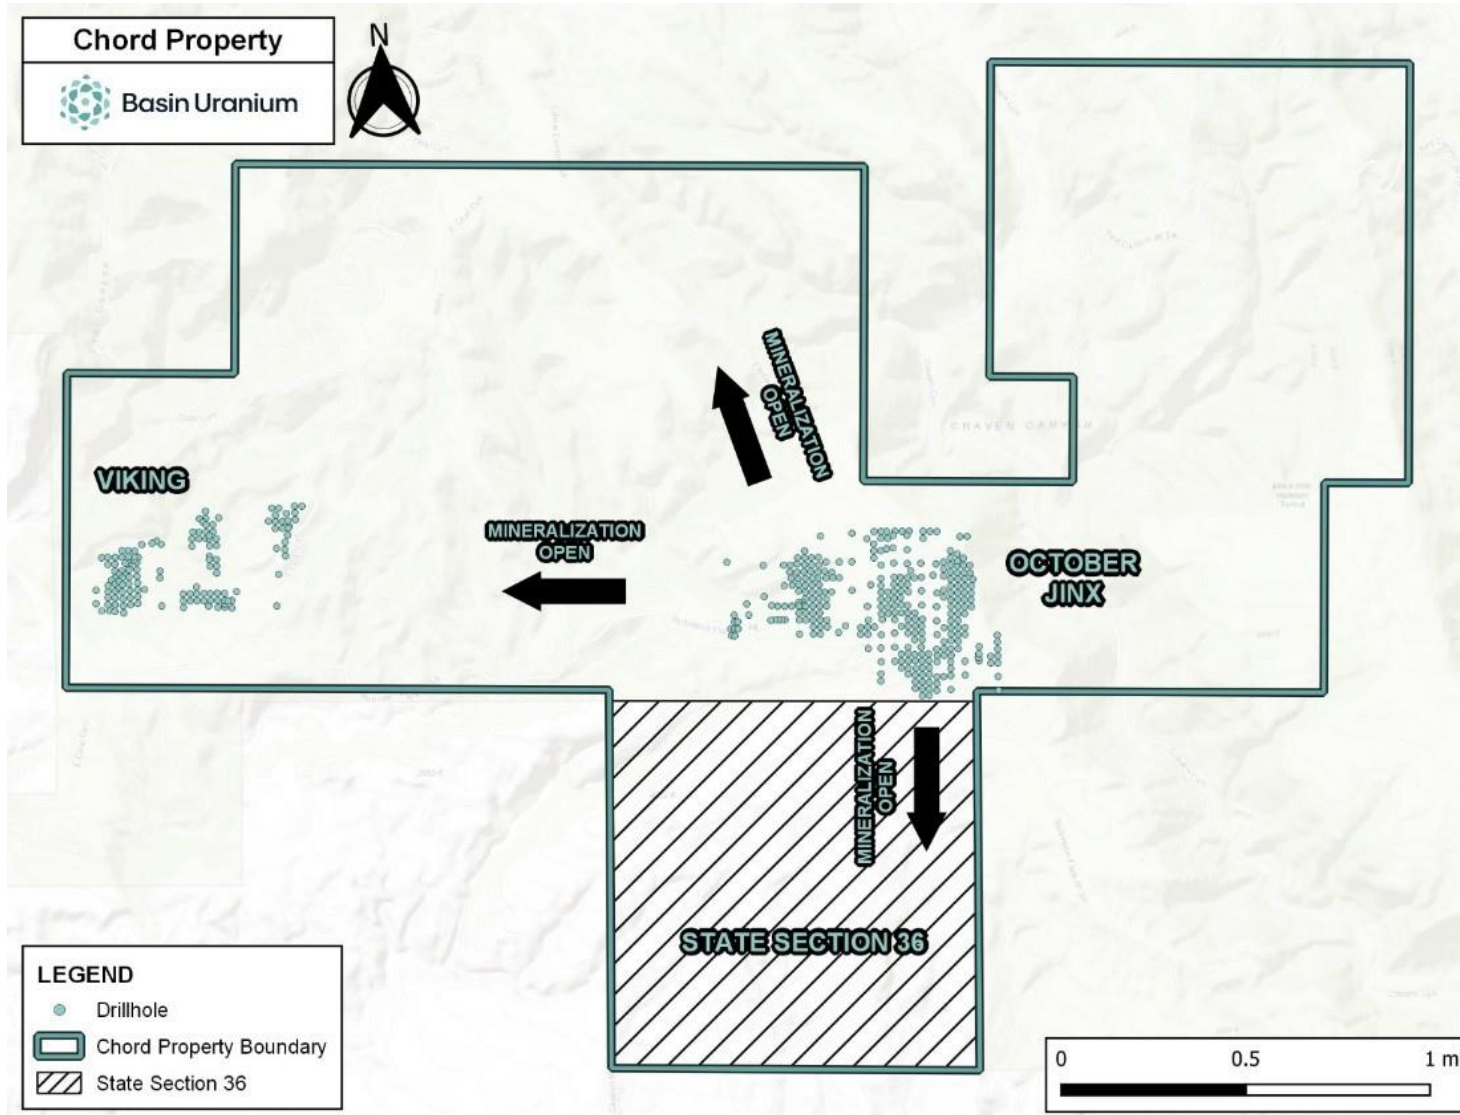 Chord Property
Basin Uranium
N
MINERALIZATION
OPEN
CRAVEN CANYON
VIKING
MINERALIZATION
OPEN
OCTOBER
JINX
MINERALIZATION
OPEN
STATE SECTION 36
LEGEND
Drillhole
Chord Property Boundary
State Section 36
0 0.5 1 m